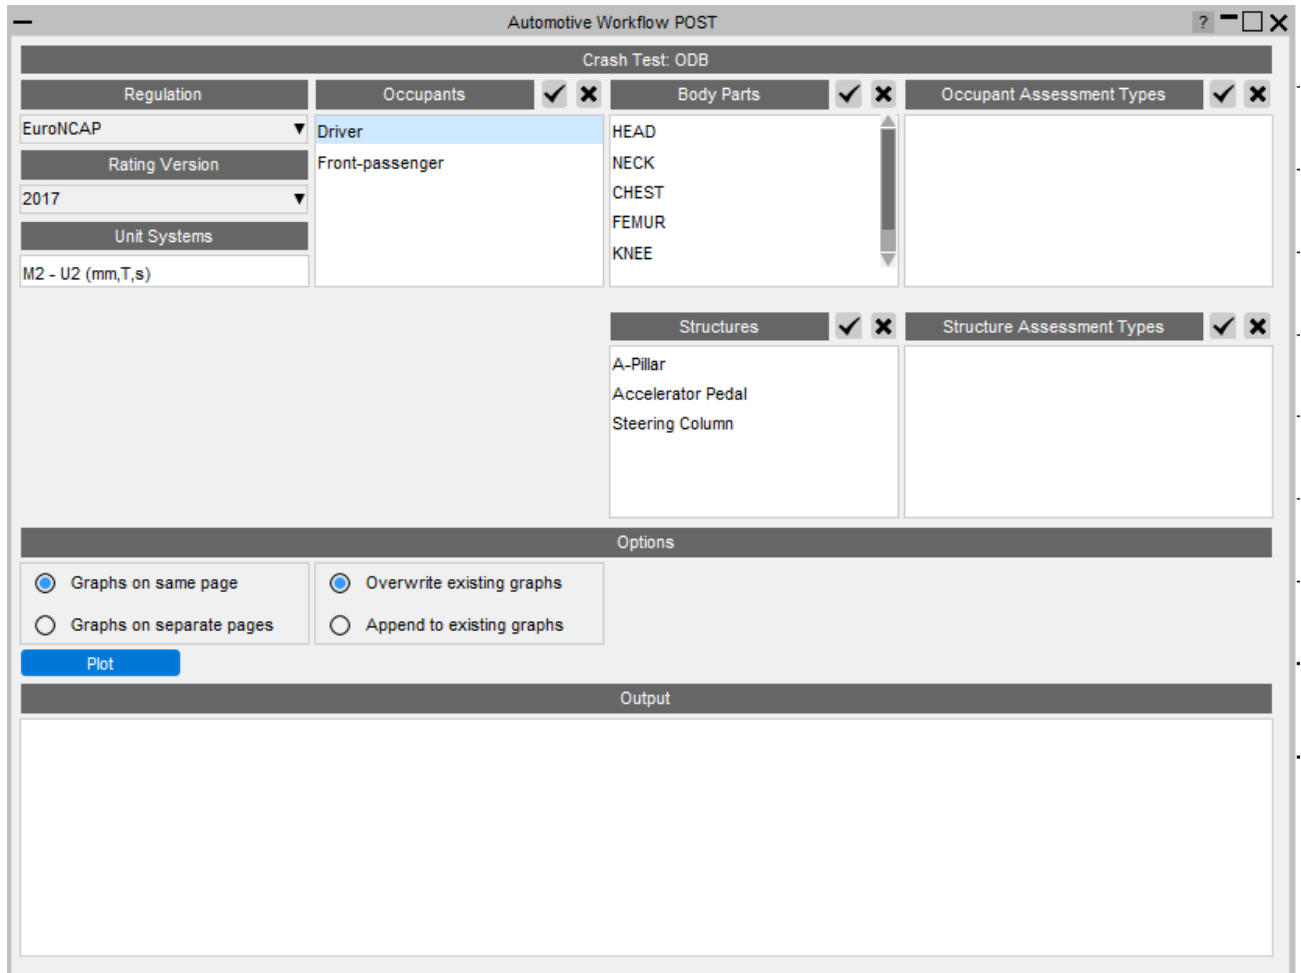 Automotive Workflow POST
?
Crash Test: ODB
Regulation
Occupants
Body Parts
Occupant Assessment Types
EuroNCAP
Driver
HEAD
Rating Version
Front-passenger
NECK
2017
CHEST
Unit Systems
FEMUR
M2 - U2 (mm,T,s)
KNEE
Structures
Structure Assessment Types
A-Pillar
Accelerator Pedal
Steering Column
Options
Graphs on same page
Overwrite existing graphs
Graphs on separate pages
Append to existing graphs
Plot
Output